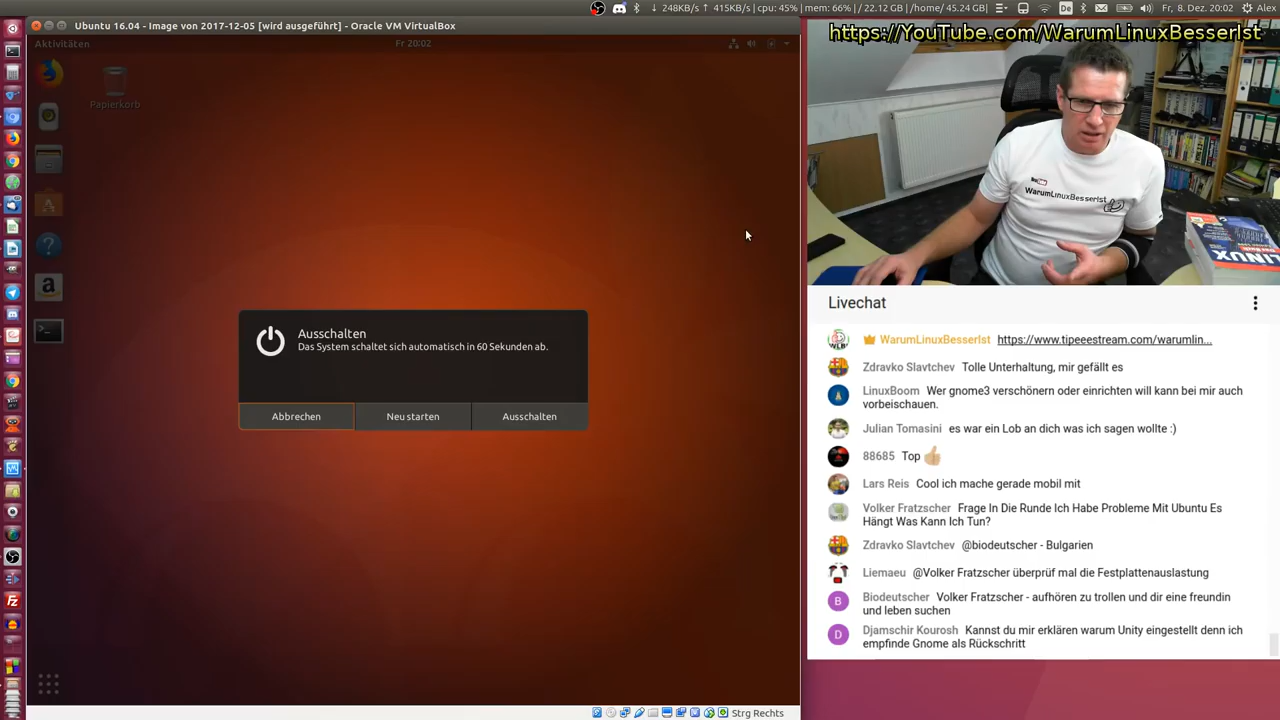 248KB/s 415KB/s cpu: 45% mem: 66% // 22.12 GB /home/ 45.24 GB De Fr, 8. Dez, 20:02 Alex
Ubuntu 16.04 - Image von 2017-12-05 [wird ausgeführt] - Oracle VM VirtualBox
Aktivitäten
Fr 20:02
Papierkorb
Ausschalten
Das System schaltet sich automatisch in 60 Sekunden ab.
Abbrechen
Neu starten
Ausschalten
Strg Rechts
https://YouTube.com/WarumLinuxBesserIst
WarumLinuxBesserIst
LINUX
Livechat
WarumLinuxBesserIst https://www.tipeeestream.com/warumlin...
Zdravko Slavtchev Tolle Unterhaltung, mir gefällt es
LinuxBoom Wer gnome3 verschönern oder einrichten will kann bei mir auch
vorbeischauen.
Julian Tomasini es war ein Lob an dich was ich sagen wollte :)
88685 Top
Lars Reis Cool ich mache gerade mobil mit
Volker Fratzscher Frage In Die Runde Ich Habe Probleme Mit Ubuntu Es
Hängt Was Kann Ich Tun?
Zdravko Slavtchev @biodeutscher - Bulgarien
Liemaeu @Volker Fratzscher überprüf mal die Festplattenauslastung
B Biodeutscher Volker Fratzscher - aufhören zu trollen und dir eine freundin
und leben suchen
D Djamschir Kourosh Kannst du mir erklären warum Unity eingestellt denn ich
empfinde Gnome als Rückschritt